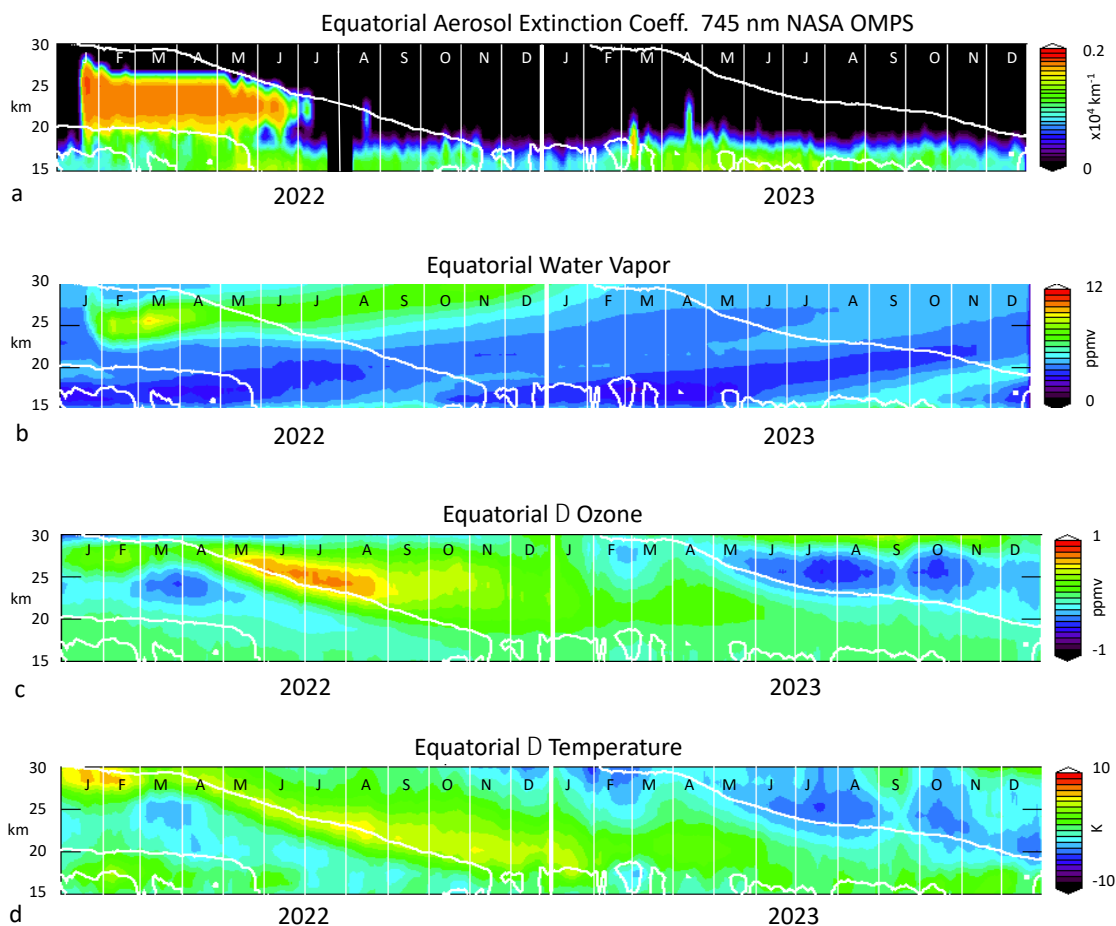 Equatorial Aerosol Extinction Coeff. 745 nm NASA OMPS
30
25
km
20
15
J F M A M J J A S O N D J F M A M J J A S O N D
0.2
x10⁴ km⁻¹
0
a
2022
2023
Equatorial Water Vapor
30
25
km
20
15
J F M A M J J A S O N D J F M A M J J A S O N D
12
ppmv
0
b
2022
2023
Equatorial D Ozone
30
25
km
20
15
J F M A M J J A S O N D J F M A M J J A S O N D
1
ppmv
-1
c
2022
2023
Equatorial D Temperature
30
25
km
20
15
J F M A M J J A S O N D J F M A M J J A S O N D
10
K
-10
d
2022
2023